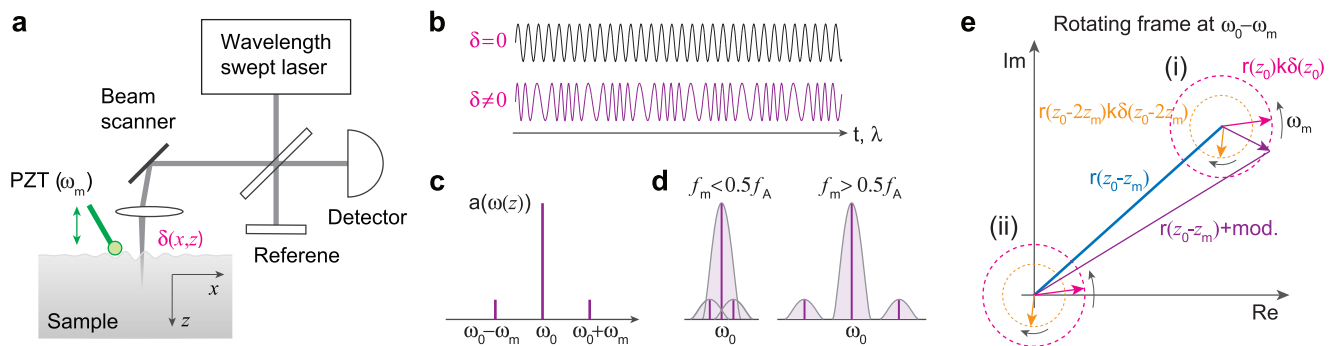 a
Wavelength
swept laser
Beam
scanner
PZT (ωₘ)
Detector
δ(x,z)
Referene
x
z
Sample
b
δ=0
δ≠0
t, λ
c
a(ω(z))
ω₀−ωₘ
ω₀
ω₀+ωₘ
d
fₘ<0.5f_A
fₘ>0.5f_A
ω₀
ω₀
e
Rotating frame at ω₀−ωₘ
Im
(i)
r(z₀)kδ(z₀)
r(z₀-2zₘ)kδ(z₀-2zₘ)
ωₘ
r(z₀-zₘ)
r(z₀-zₘ)+mod.
(ii)
Re